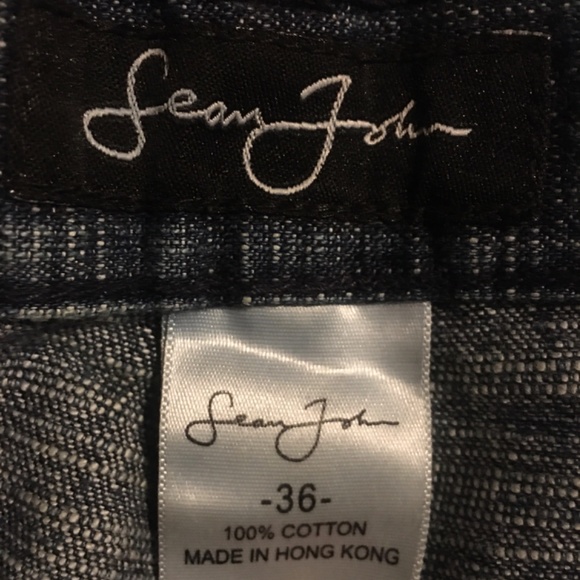 Sean John
Sean John
-36-
100% COTTON
MADE IN HONG KONG